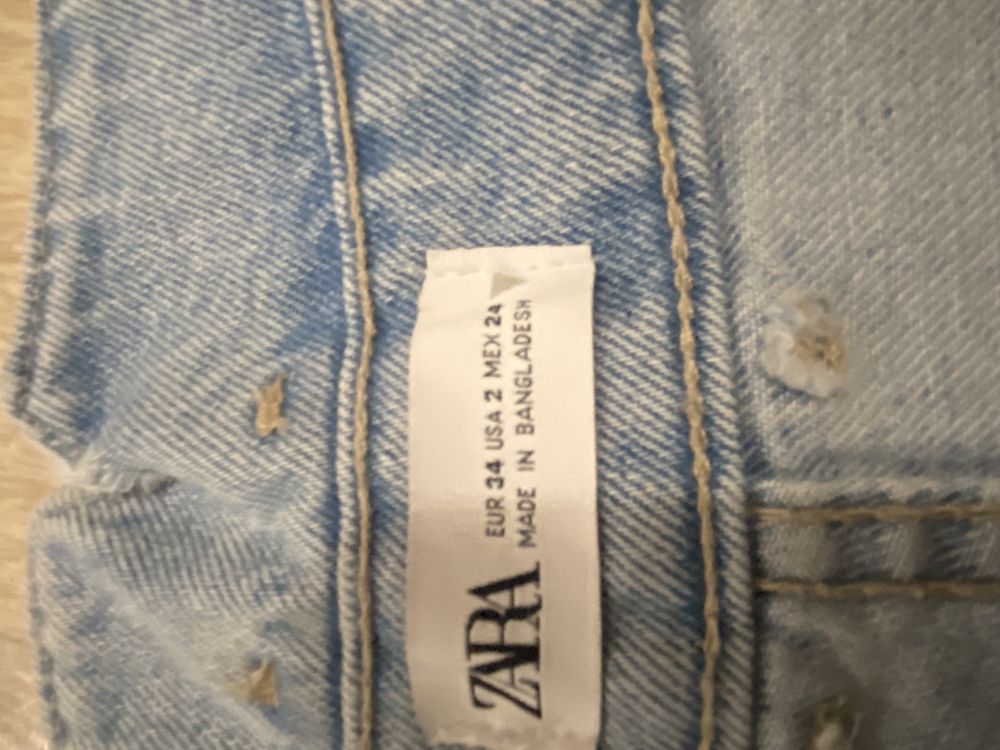 ZARA
EUR 34 USA 2 MEX 24
MADE IN BANGLADESH